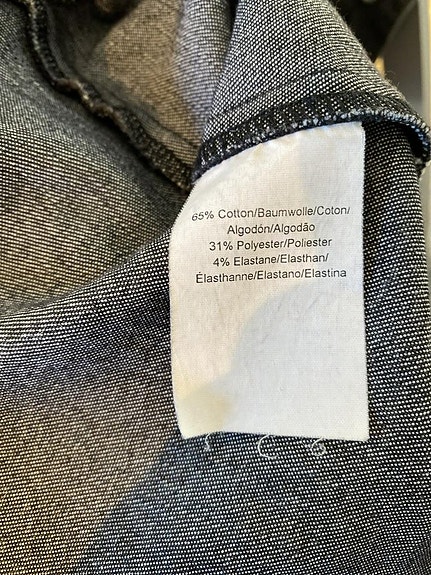 65% Cotton/Baumwolle/Coton/
Algodón/Algodão
31% Polyester/Poliester
4% Elastane/Elasthan/
Élasthanne/Elastano/Elastina